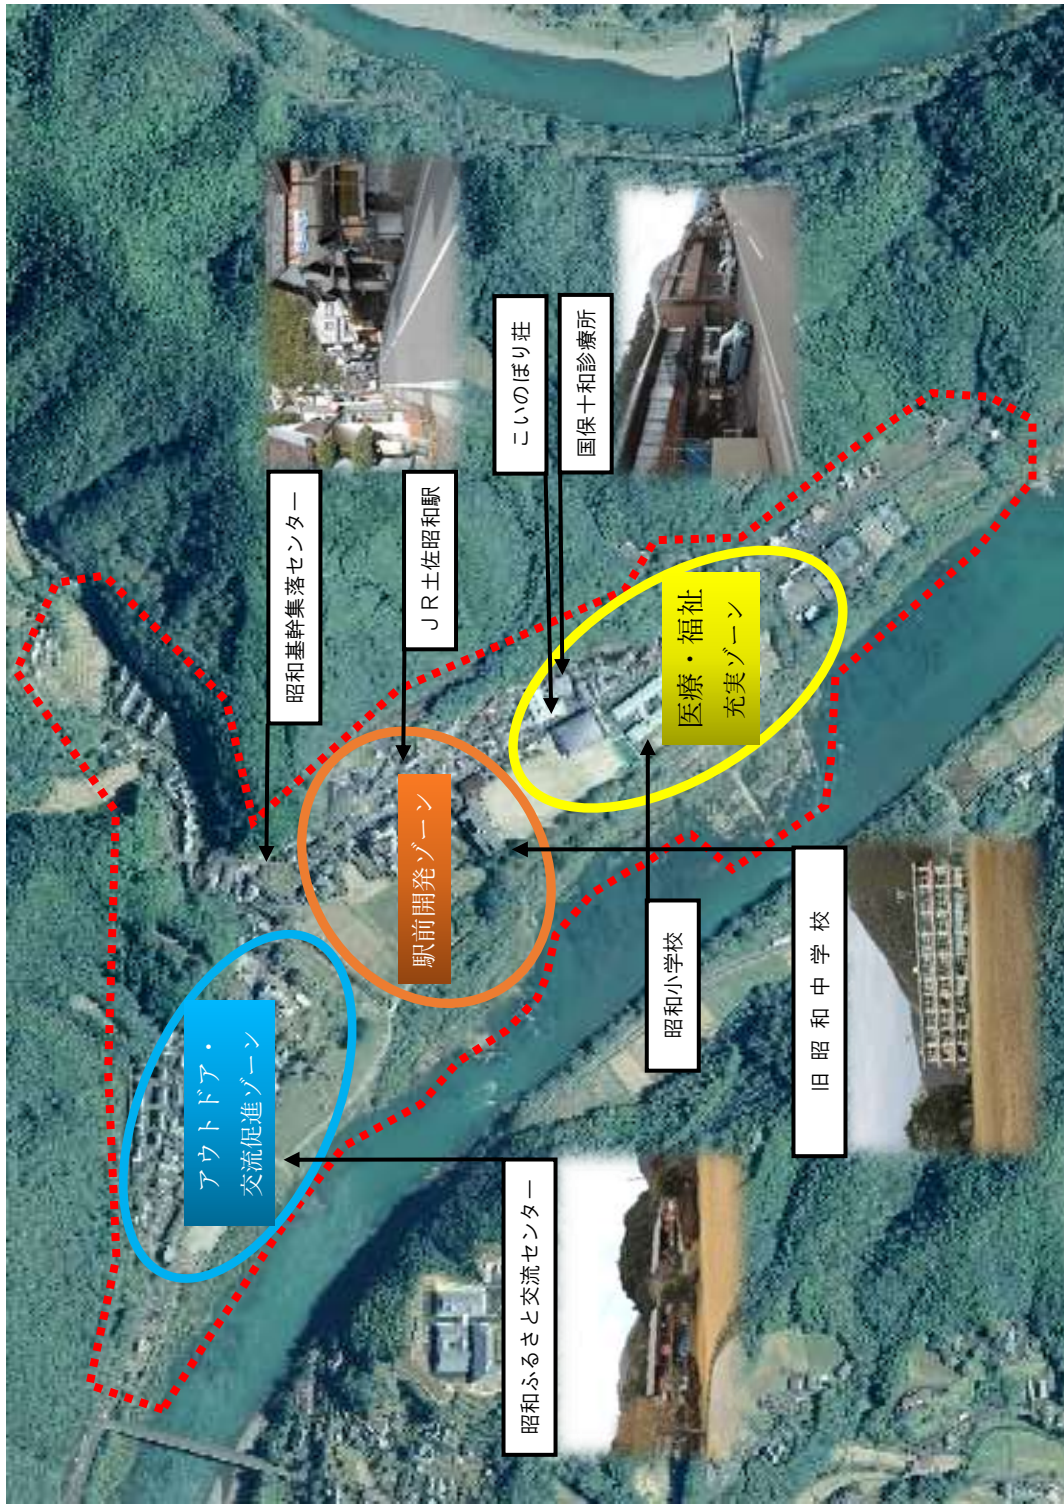 アウトドア・
交流促進ゾーン
駅前開発ゾーン
医療・福祉
充実ゾーン
昭和基幹集落センター
ＪＲ土佐昭和駅
こいのぼり荘
国保十和診療所
昭和ふるさと交流センター
昭和小学校
旧昭和中学校